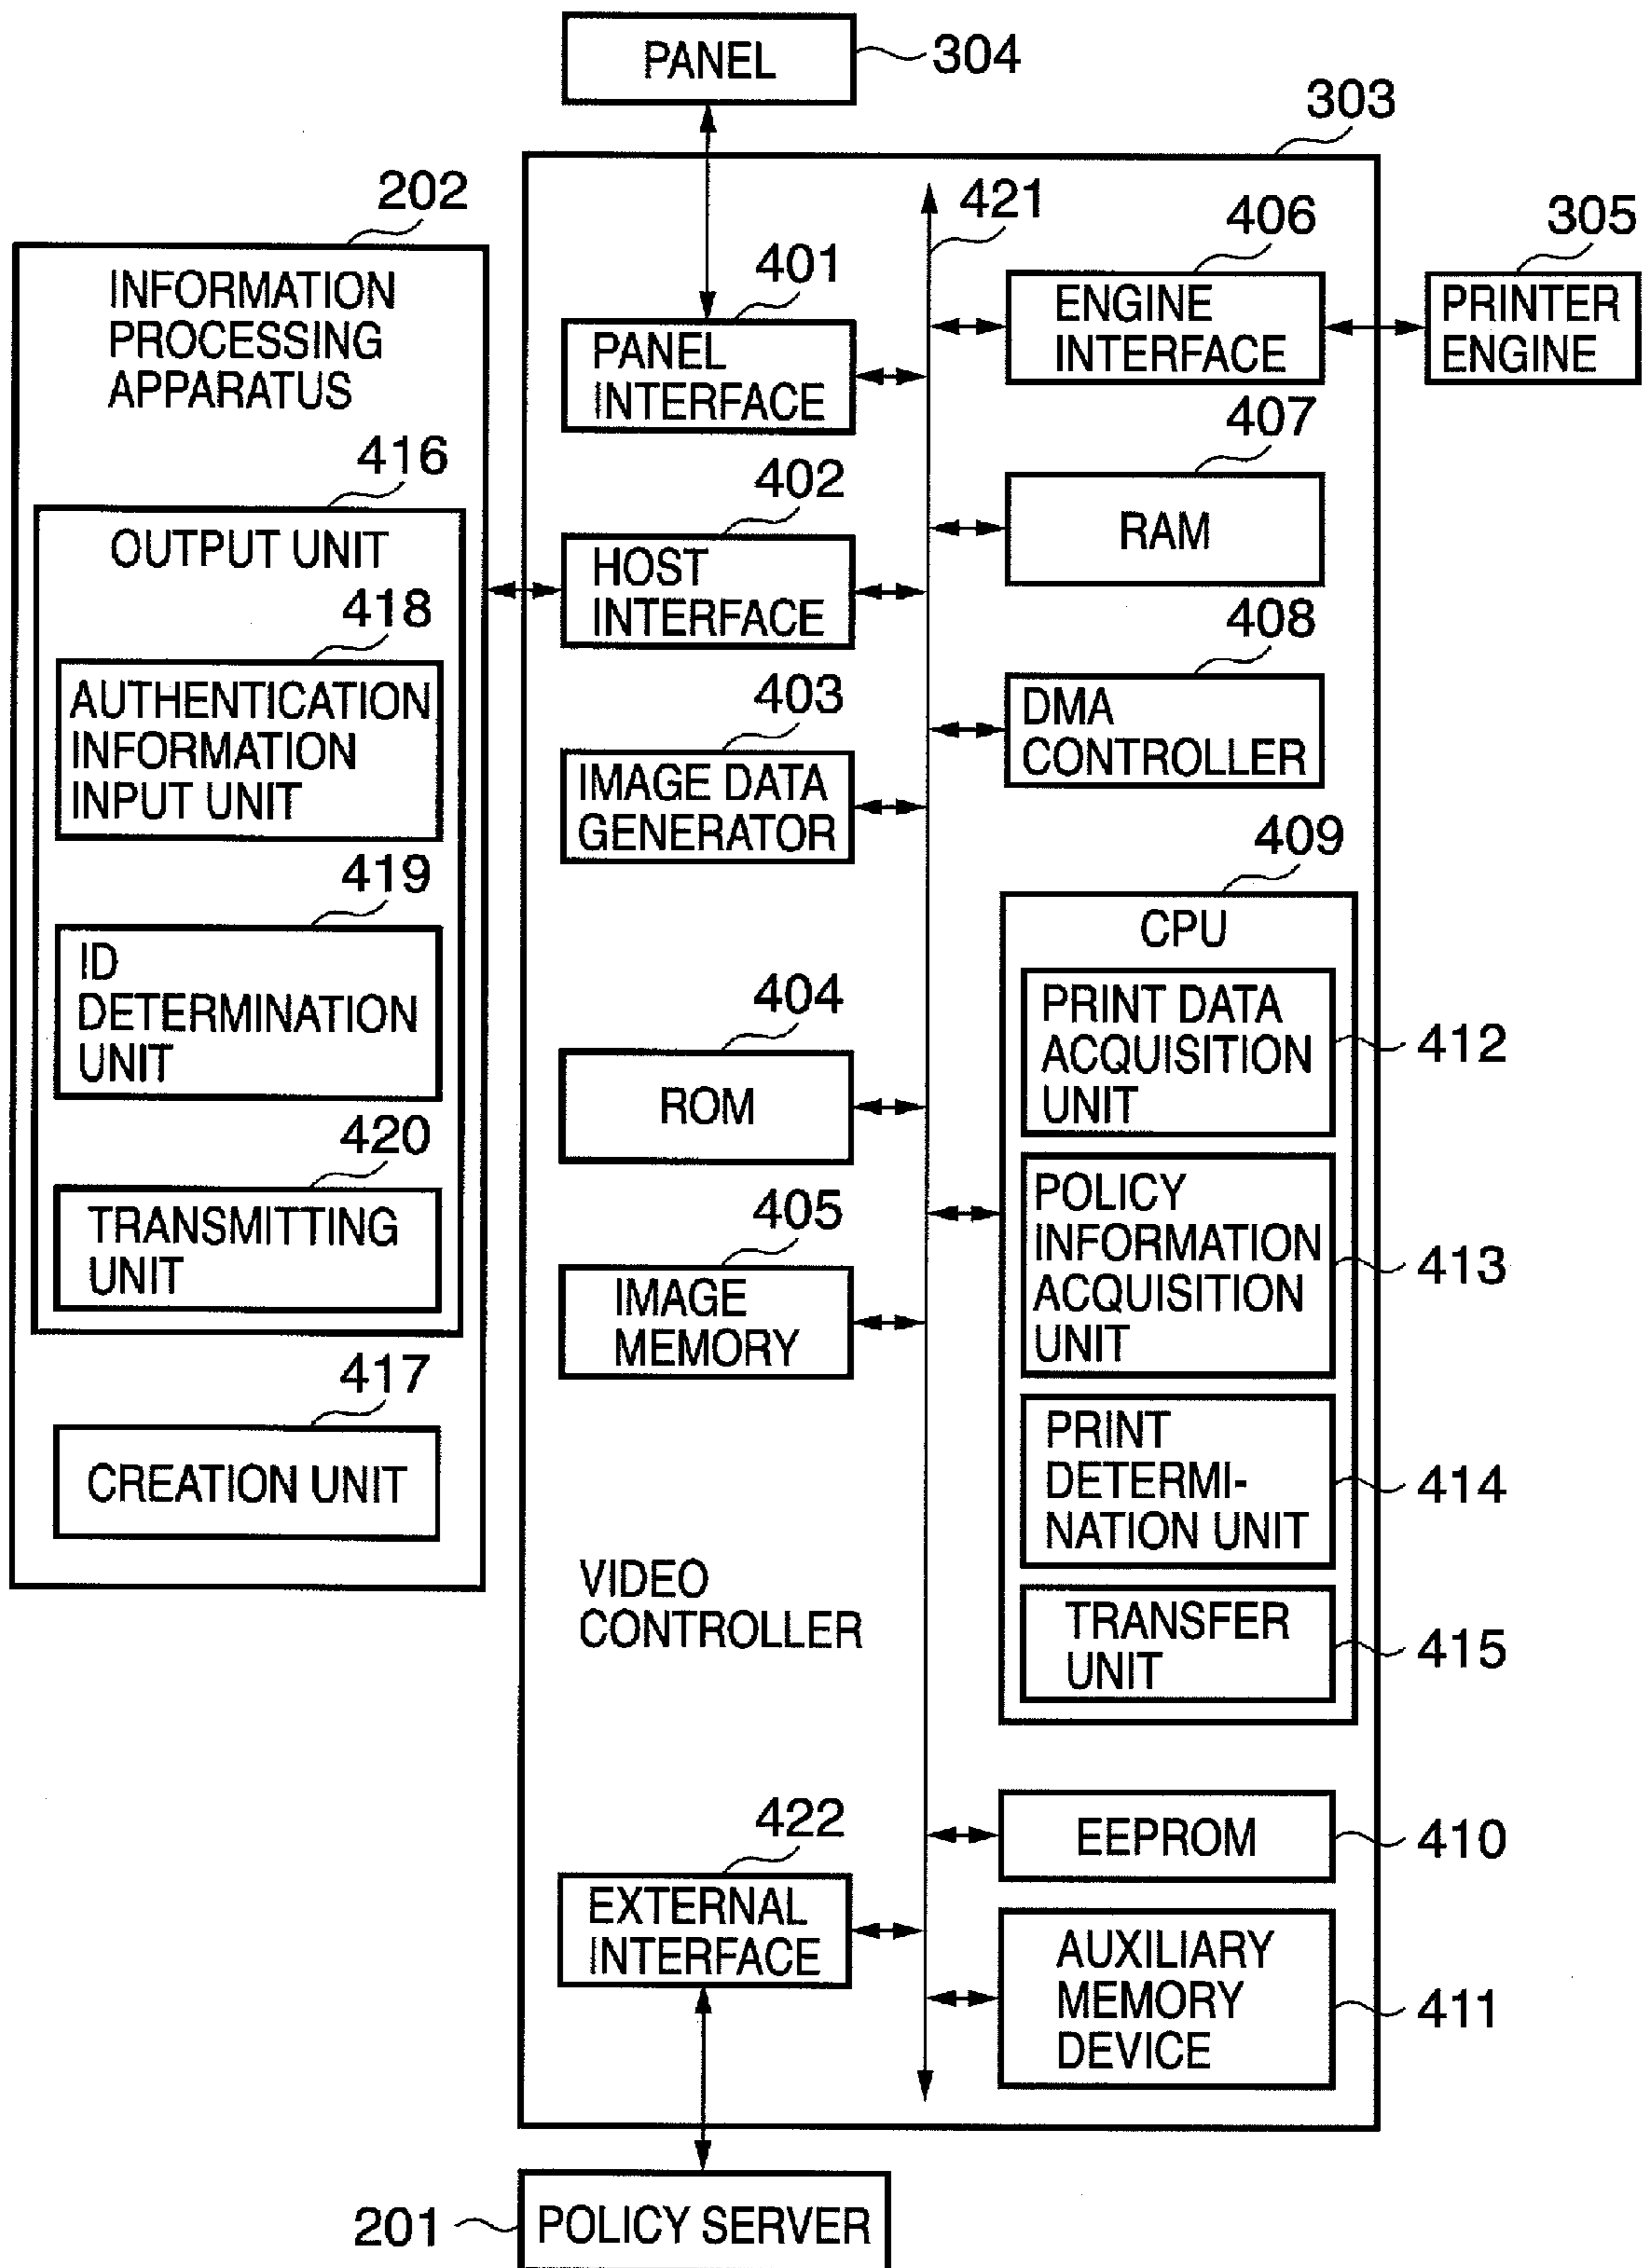 PANEL
304
303
202
INFORMATION
PROCESSING
APPARATUS
416
OUTPUT UNIT
418
AUTHENTICATION
INFORMATION
INPUT UNIT
419
ID
DETERMINATION
UNIT
420
TRANSMITTING
UNIT
417
CREATION UNIT
421
401
PANEL
INTERFACE
402
HOST
INTERFACE
403
IMAGE DATA
GENERATOR
404
ROM
405
IMAGE
MEMORY
VIDEO
CONTROLLER
422
EXTERNAL
INTERFACE
406
ENGINE
INTERFACE
305
PRINTER
ENGINE
407
RAM
408
DMA
CONTROLLER
409
CPU
PRINT DATA
ACQUISITION
UNIT
412
POLICY
INFORMATION
ACQUISITION
UNIT
413
PRINT
DETERMI-
NATION UNIT
414
TRANSFER
UNIT
415
EEPROM
410
AUXILIARY
MEMORY
DEVICE
411
201
POLICY SERVER